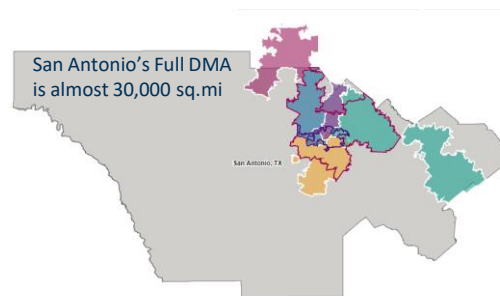 San Antonio's Full DMA
is almost 30,000 sq.mi
San Antonio, TX